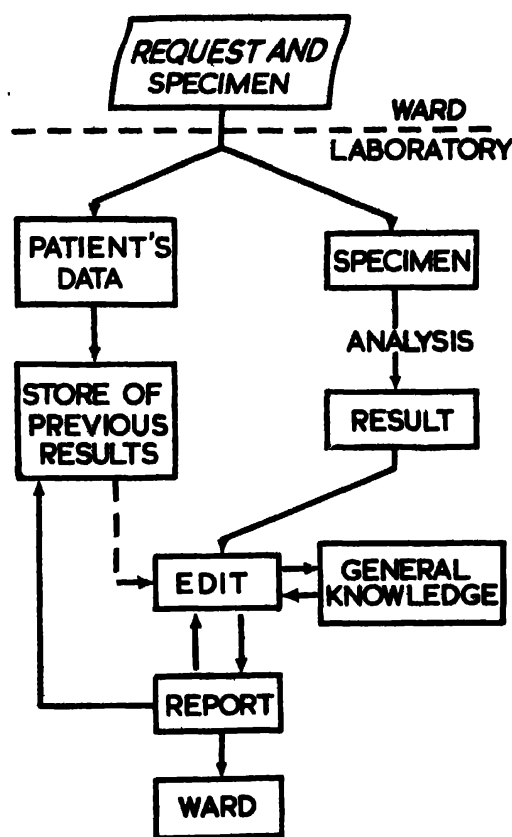 REQUEST AND
SPECIMEN
WARD
LABORATORY
PATIENT'S
DATA
SPECIMEN
ANALYSIS
STORE OF
PREVIOUS
RESULTS
RESULT
EDIT
GENERAL
KNOWLEDGE
REPORT
WARD